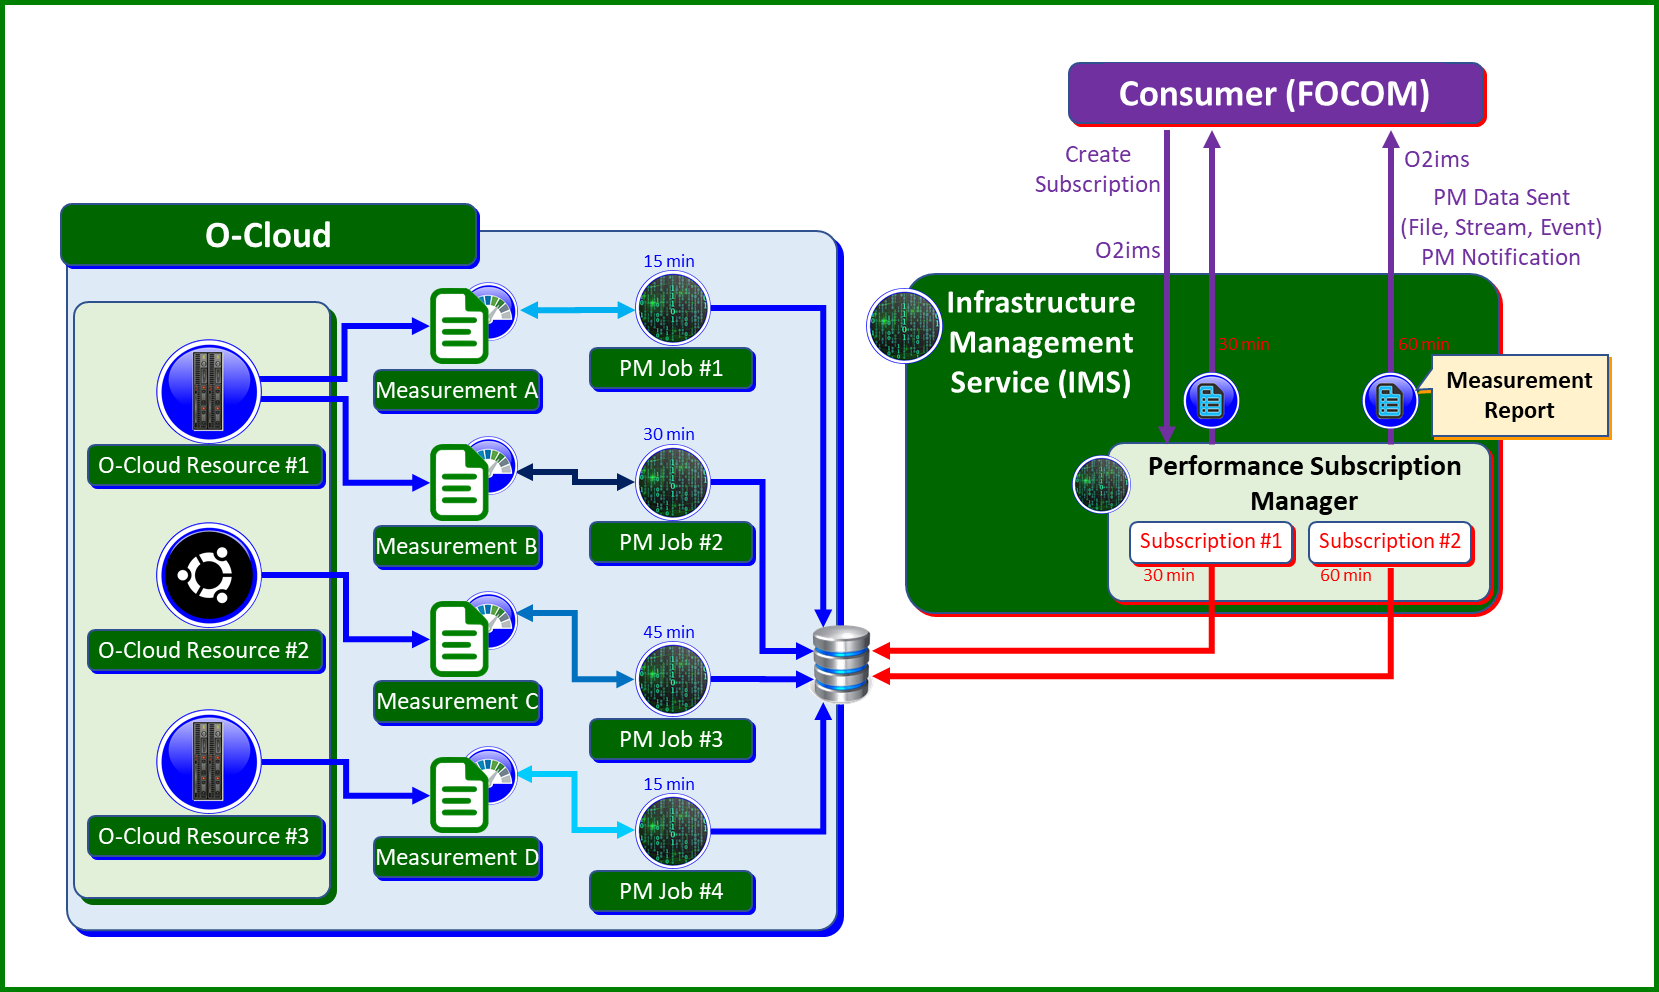 Consumer (FOCOM)
Create
Subscription
O2ims
O2ims
PM Data Sent
(File, Stream, Event)
PM Notification
O-Cloud
O-Cloud Resource #1
O-Cloud Resource #2
O-Cloud Resource #3
Measurement A
Measurement B
Measurement C
Measurement D
15 min
PM Job #1
30 min
PM Job #2
45 min
PM Job #3
15 min
PM Job #4
Infrastructure
Management
Service (IMS)
30 min
60 min
Measurement
Report
Performance Subscription
Manager
Subscription #1
Subscription #2
30 min
60 min